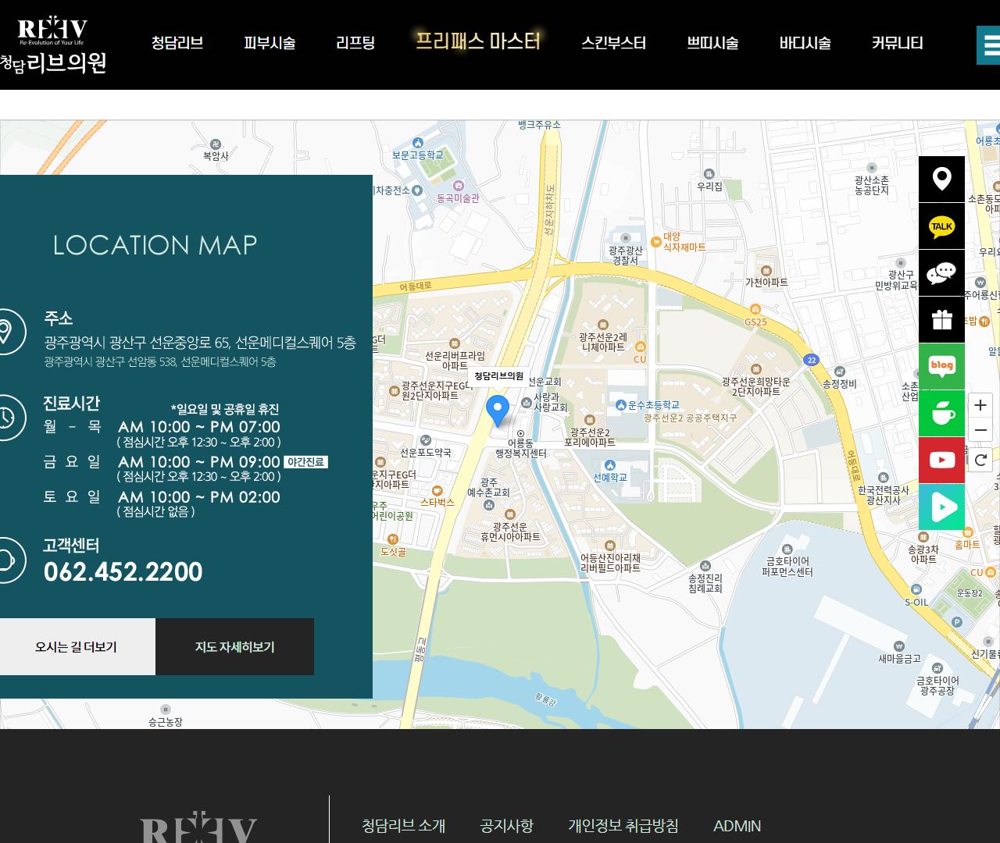 REEV
Re-Evolution of Your Life
청담리브의원
청담리브
피부시술
리프팅
프리패스 마스터
스킨부스터
쁘띠시술
바디시술
커뮤니티
LOCATION MAP
주소
광주광역시 광산구 선운중앙로 65, 선운메디컬스퀘어 5층
광주광역시 광산구 선암동 538, 선운메디컬스퀘어 5층
진료시간
*일요일 및 공휴일 휴진
월 - 목 AM 10:00 ~ PM 07:00
( 점심시간 오후 12:30 ~ 오후 2:00 )
금 요 일 AM 10:00 ~ PM 09:00 야간진료
( 점심시간 오후 12:30 ~ 오후 2:00 )
토 요 일 AM 10:00 ~ PM 02:00
( 점심시간 없음 )
고객센터
062.452.2200
오시는 길 더보기
지도 자세히보기
뱅크주유소
복암사
보문고등학교
기차충전소
동곡미술관
선운지하차도
우리집
광산소촌
농공단지
어룡초
소촌동모
대양
식자재마트
광주광산
경찰서
우리요
광산구
민방위교육
주어룡신협
가천아파트
어등대로
GS25
초밥
광주선운2레
니체아파트
CU
알뜰
선운리버프라임
아파트
22
송정정비
광주선운희망타운
2단지아파트
청담리브의원
선운교회
광주선운지구EG더
원2단지아파트
사랑과
사랑교회
운수초등학교
광주선운2 공공주택지구
소촌
산업
광주선운2
포리에아파트
어룡동
행정복지센터
선운포도약국
선예학교
어등대로
운지구EG더
단지아파트
광주
예수촌교회
스타벅스
한국전력공사
광산지사
우주
어린이공원
광주선운
휴먼시아아파트
도싯골
어등산진아리채
리버필드아파트
송정진리
침례교회
금호타이어
퍼포먼스센터
송광3차
아파트
홈마트
CU
운동장2
S-OIL
P
평동교
새마을금고
신기물류
금호타이어
광주공장
황룡강
승근농장
TALK
blog
REEV
청담리브 소개
공지사항
개인정보 취급방침
ADMIN